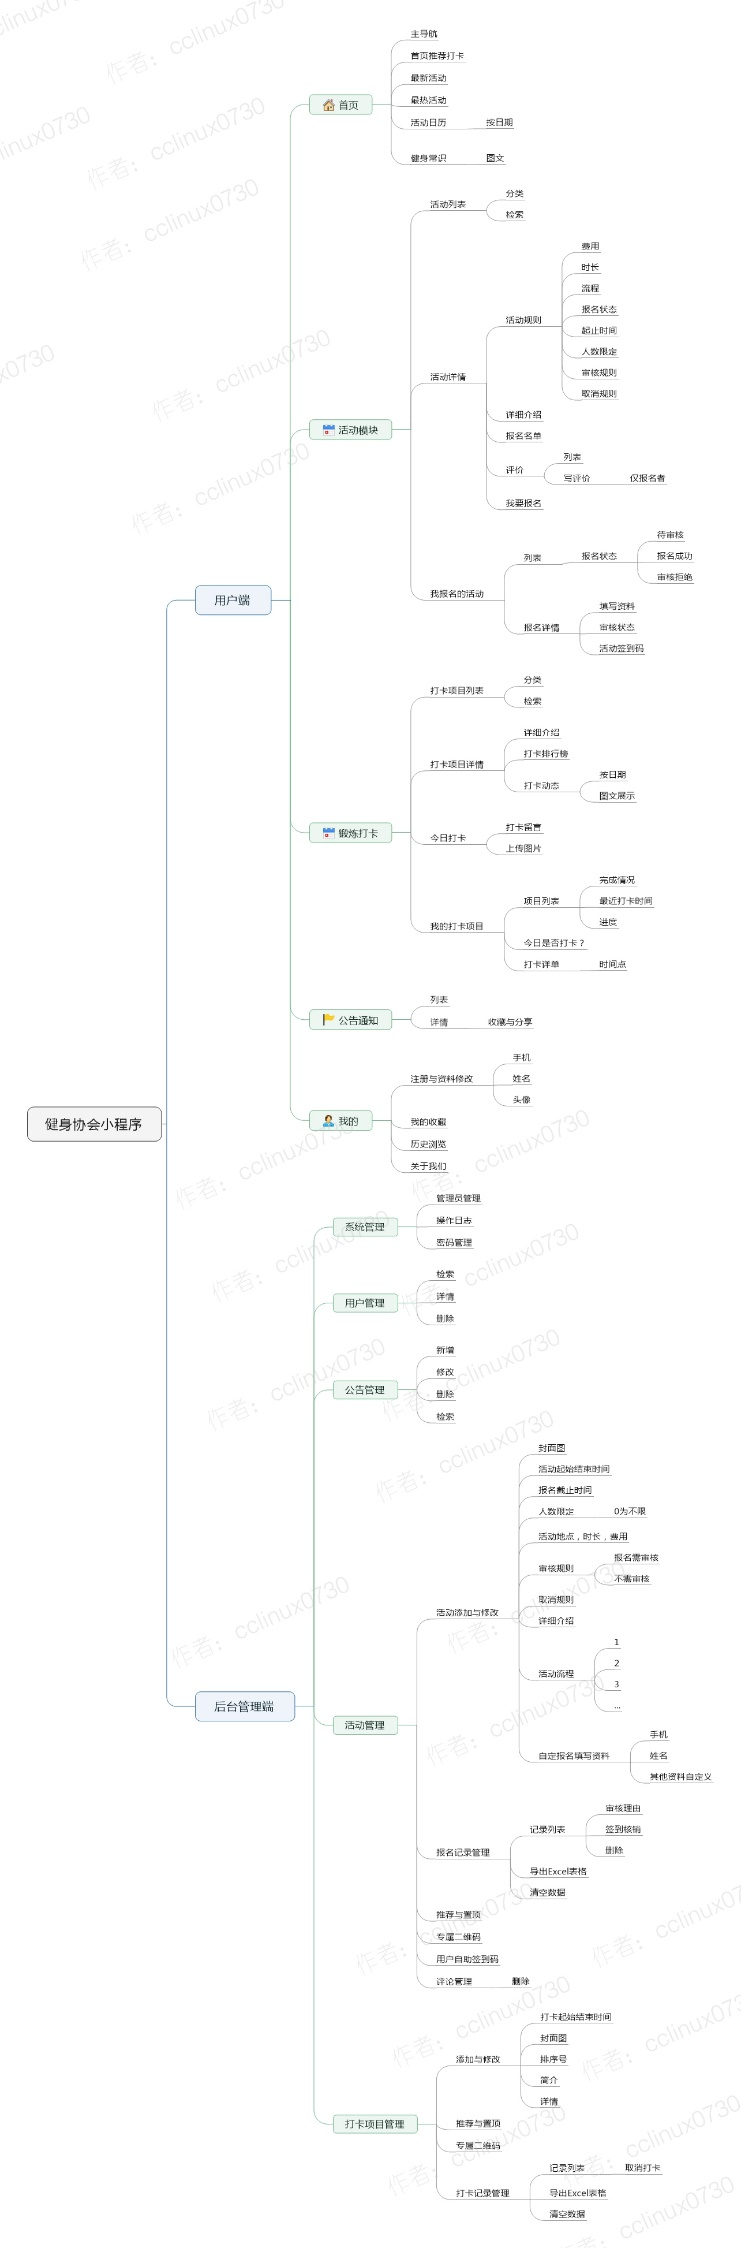 健身协会小程序
用户端
首页
主导航
首页推荐打卡
最新活动
最热活动
活动日历
按日期
健身常识
图文
活动模块
活动列表
分类
检索
活动详情
活动规则
费用
时长
流程
报名状态
起止时间
人数限定
审核规则
取消规则
详细介绍
报名名单
评价
列表
写评价
仅报名者
我要报名
我报名的活动
列表
报名状态
待审核
报名成功
审核拒绝
报名详情
填写资料
审核状态
活动签到码
锻炼打卡
打卡项目列表
分类
检索
打卡项目详情
详细介绍
打卡排行榜
打卡动态
按日期
图文展示
今日打卡
打卡留言
上传图片
我的打卡项目
项目列表
完成情况
最近打卡时间
进度
今日是否打卡？
打卡详单
时间点
公告通知
列表
详情
收藏与分享
我的
注册与资料修改
手机
姓名
头像
我的收藏
历史浏览
关于我们
后台管理端
系统管理
管理员管理
操作日志
密码管理
用户管理
检索
详情
删除
公告管理
新增
修改
删除
检索
活动管理
活动添加与修改
封面图
活动起始结束时间
报名截止时间
人数限定
0为不限
活动地点，时长，费用
审核规则
报名需审核
不需审核
取消规则
详细介绍
活动流程
1
2
3
...
自定报名填写资料
手机
姓名
其他资料自定义
报名记录管理
记录列表
审核理由
签到核销
删除
导出Excel表格
清空数据
推荐与置顶
专属二维码
用户自助签到码
评论管理
删除
打卡项目管理
添加与修改
打卡起始结束时间
封面图
排序号
简介
详情
推荐与置顶
专属二维码
打卡记录管理
记录列表
取消打卡
导出Excel表格
清空数据
作者：cclinux0730